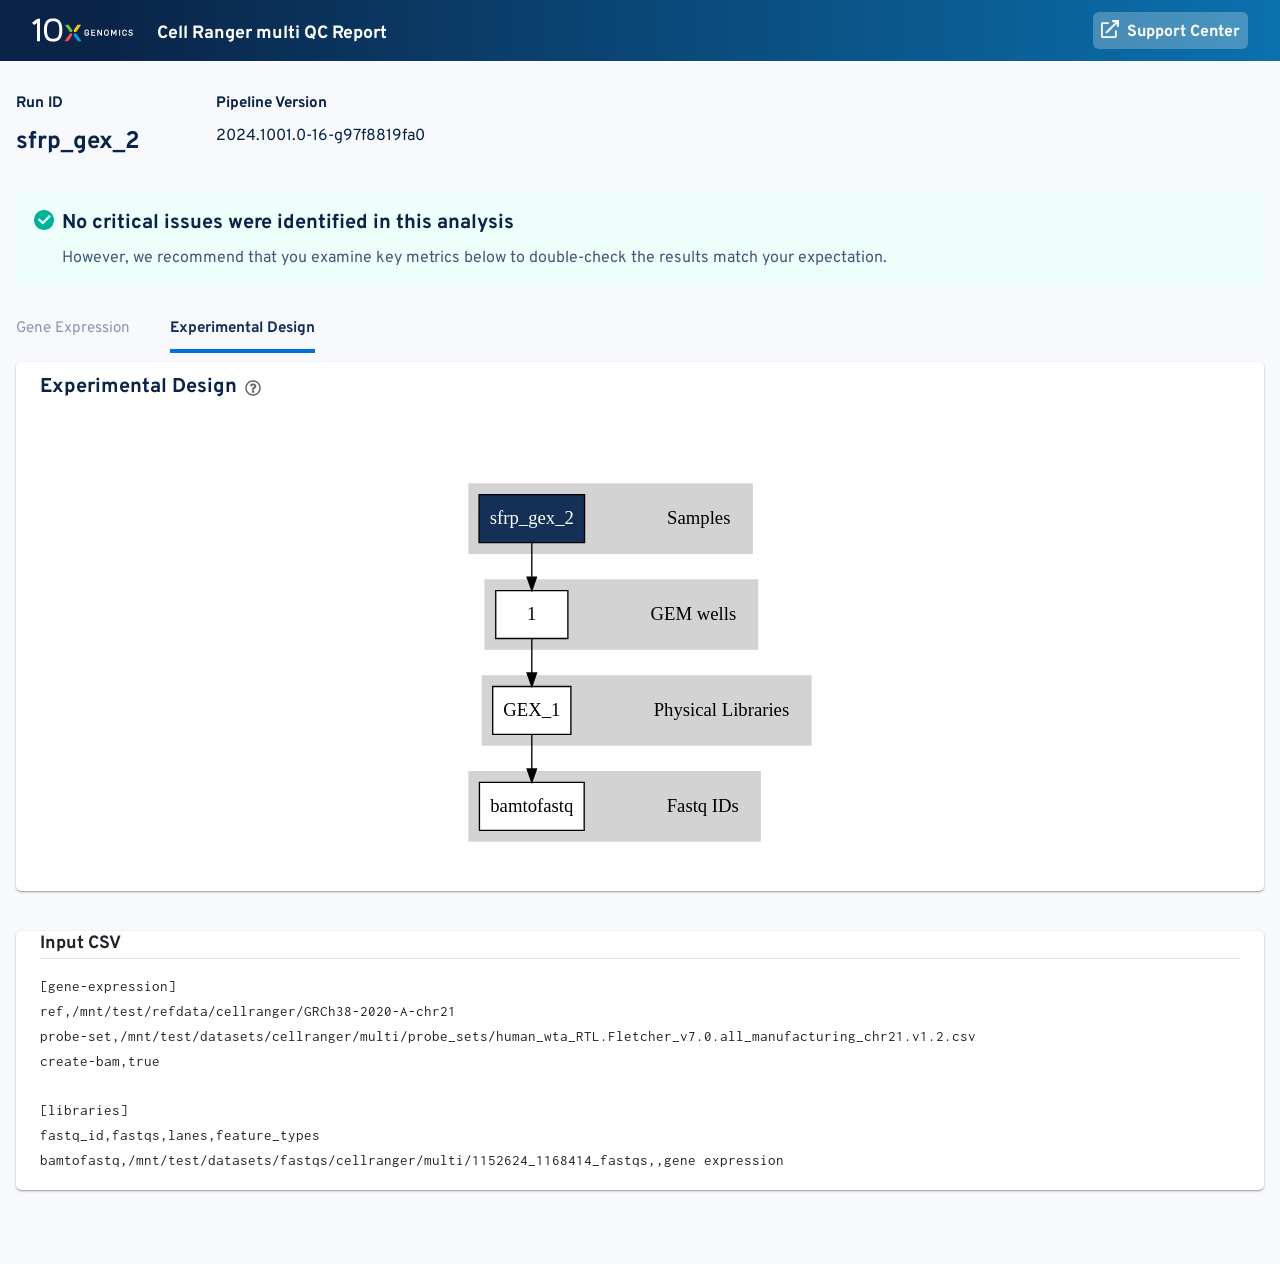 10X GENOMICS Cell Ranger multi QC Report Support Center
Run ID Pipeline Version
sfrp_gex_2 2024.1001.0-16-g97f8819fa0
No critical issues were identified in this analysis
However, we recommend that you examine key metrics below to double-check the results match your expectation.
Gene Expression Experimental Design
Experimental Design ?
sfrp_gex_2 Samples
1 GEM wells
GEX_1 Physical Libraries
bamtofastq Fastq IDs
Input CSV
[gene-expression]
ref,/mnt/test/refdata/cellranger/GRCh38-2020-A-chr21
probe-set,/mnt/test/datasets/cellranger/multi/probe_sets/human_wta_RTL.Fletcher_v7.0.all_manufacturing_chr21.v1.2.csv
create-bam,true
[libraries]
fastq_id,fastqs,lanes,feature_types
bamtofastq,/mnt/test/datasets/fastqs/cellranger/multi/1152624_1168414_fastqs,,gene expression